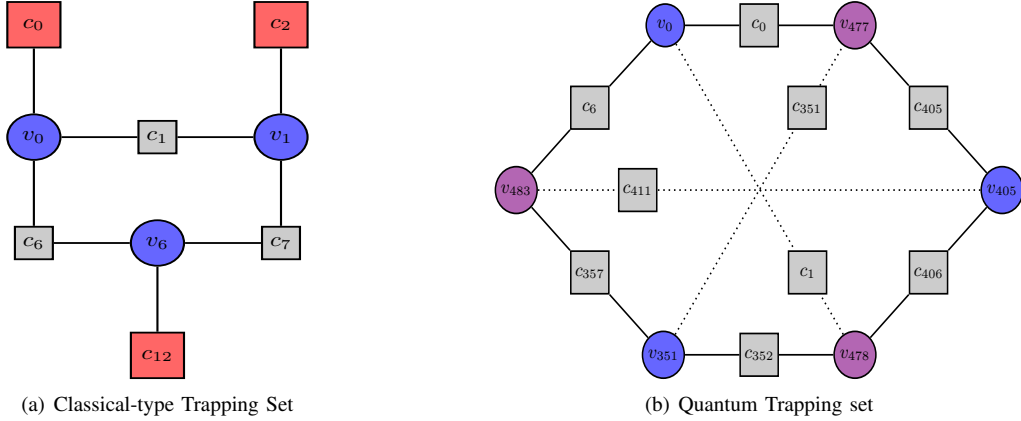 c0 c2
v0 c1 v1
c6 v6 c7
c12
(a) Classical-type Trapping Set
v0 c0 v477
c6 c351 c405
v483 c411 v405
c357 c1 c406
v351 c352 v478
(b) Quantum Trapping set